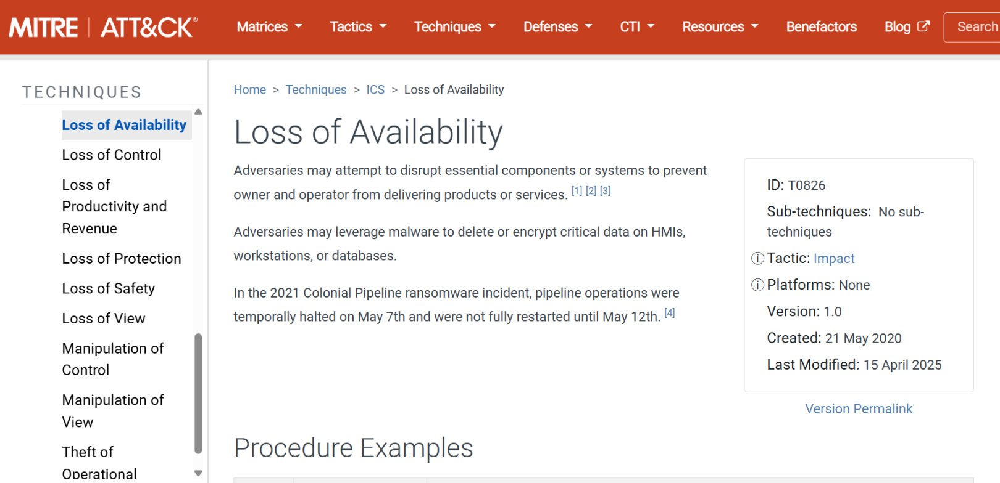 MITRE | ATT&CK®
Matrices
Tactics
Techniques
Defenses
CTI
Resources
Benefactors
Blog
Search
TECHNIQUES
Loss of Availability
Loss of Control
Loss of
Productivity and
Revenue
Loss of Protection
Loss of Safety
Loss of View
Manipulation of
Control
Manipulation of
View
Theft of
Operational
Home > Techniques > ICS > Loss of Availability
Loss of Availability
Adversaries may attempt to disrupt essential components or systems to prevent
owner and operator from delivering products or services. [1] [2] [3]
Adversaries may leverage malware to delete or encrypt critical data on HMIs,
workstations, or databases.
In the 2021 Colonial Pipeline ransomware incident, pipeline operations were
temporally halted on May 7th and were not fully restarted until May 12th. [4]
ID: T0826
Sub-techniques: No sub-
techniques
Tactic: Impact
Platforms: None
Version: 1.0
Created: 21 May 2020
Last Modified: 15 April 2025
Version Permalink
Procedure Examples